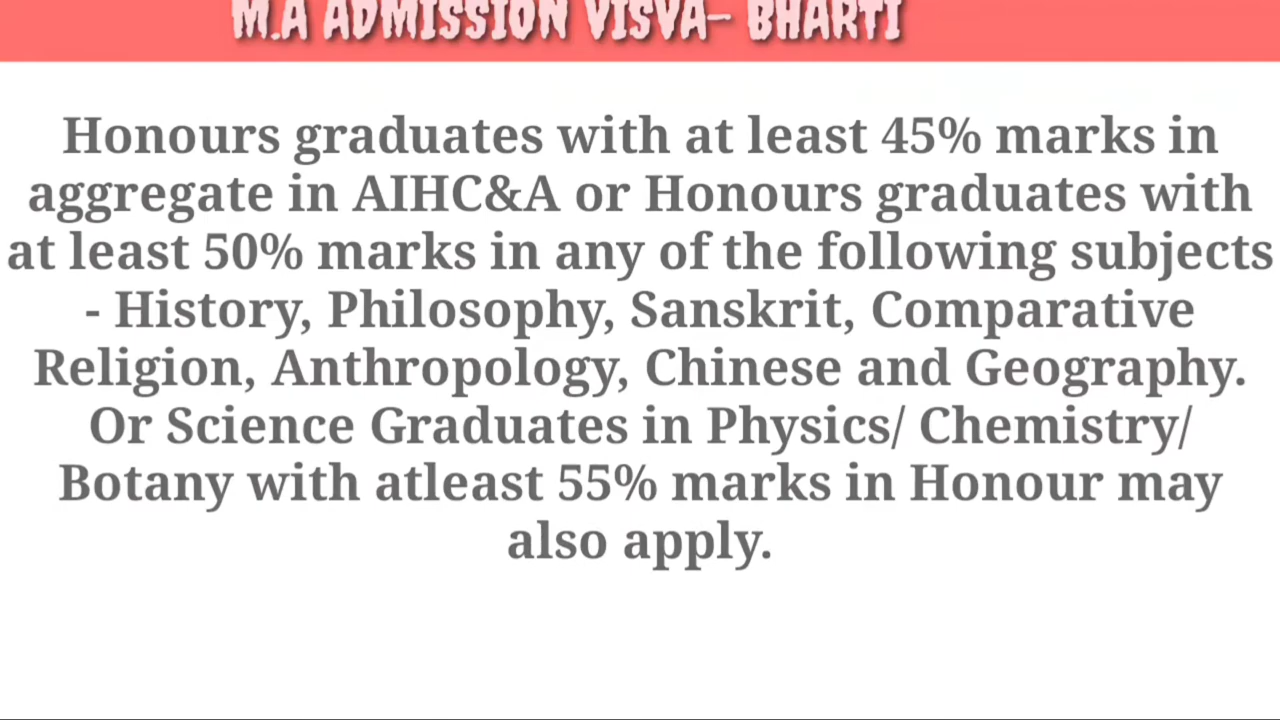 M.A ADMISSION VISVA- BHARTI
Honours graduates with at least 45% marks in
aggregate in AIHC&A or Honours graduates with
at least 50% marks in any of the following subjects
- History, Philosophy, Sanskrit, Comparative
Religion, Anthropology, Chinese and Geography.
Or Science Graduates in Physics/ Chemistry/
Botany with atleast 55% marks in Honour may
also apply.